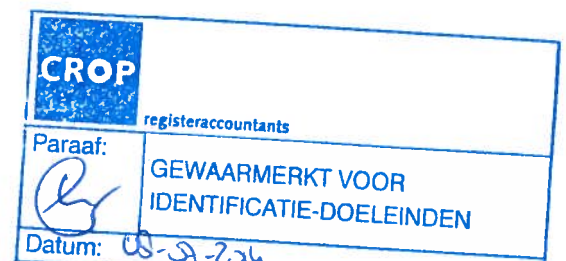 CROP
registeraccountants
Paraaf:
GEWAARMERKT VOOR
IDENTIFICATIE-DOELEINDEN
Datum: